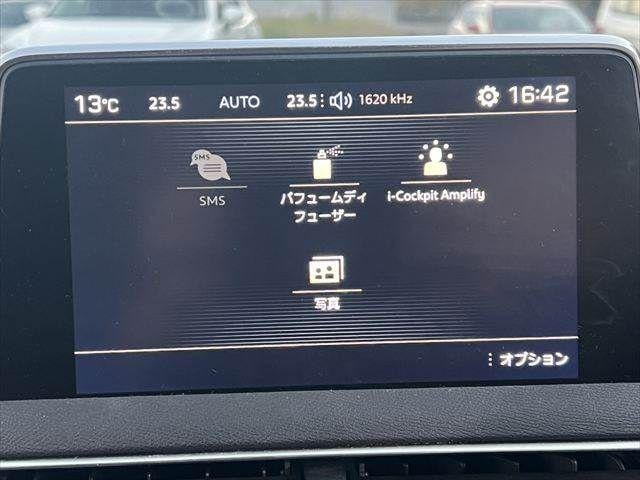 13℃ 23.5 AUTO 23.5 1620 kHz 16:42
SMS
SMS
パフュームディ
フューザー
i-Cockpit Amplify
写真
オプション